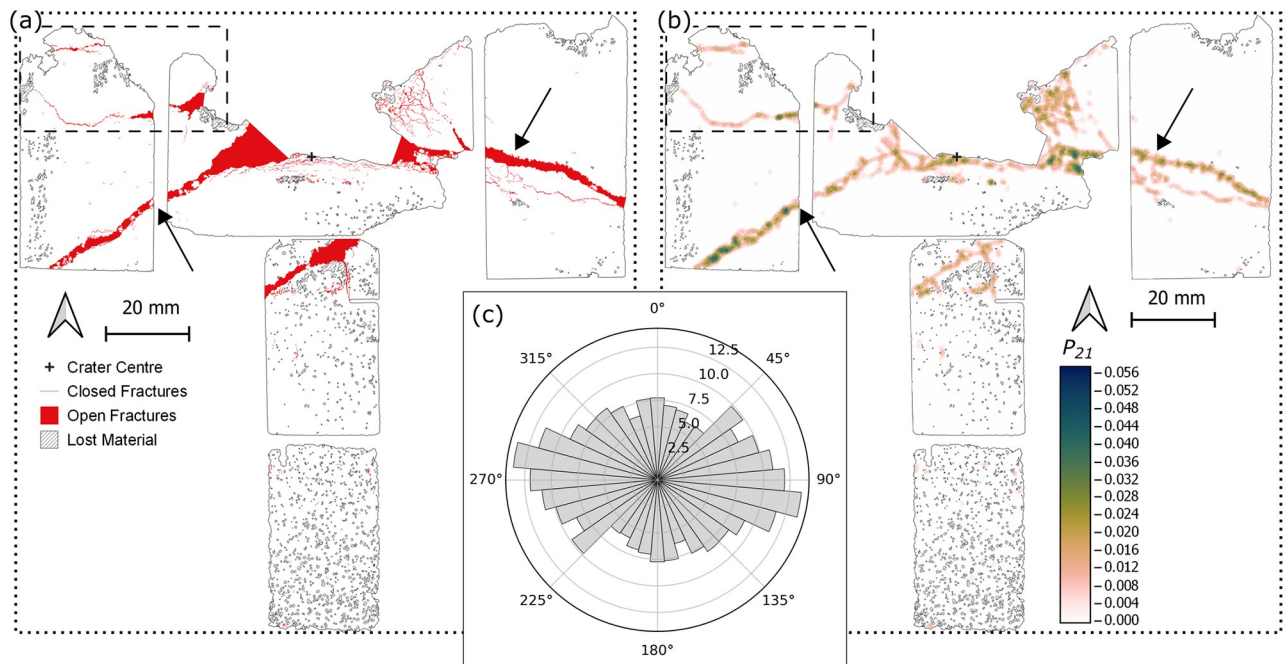 (a)
20 mm
Crater Centre
Closed Fractures
Open Fractures
Lost Material
(b)
20 mm
P21
0.056
0.052
0.048
0.044
0.040
0.036
0.032
0.028
0.024
0.020
0.016
0.012
0.008
0.004
0.000
(c)
0°
45°
90°
135°
180°
225°
270°
315°
12.5
10.0
7.5
5.0
2.5